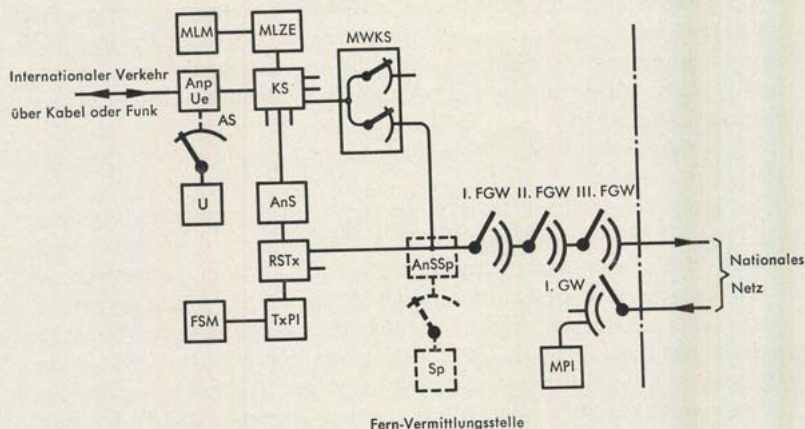 MLM
MLZE
MWKS
Internationaler Verkehr
über Kabel oder Funk
Anp
Ue
KS
AS
U
AnS
I. FGW II. FGW III. FGW
RSTx
AnSSp
Nationales
Netz
I. GW
FSM
TxPl
Sp
MPl
Fern-Vermittlungsstelle